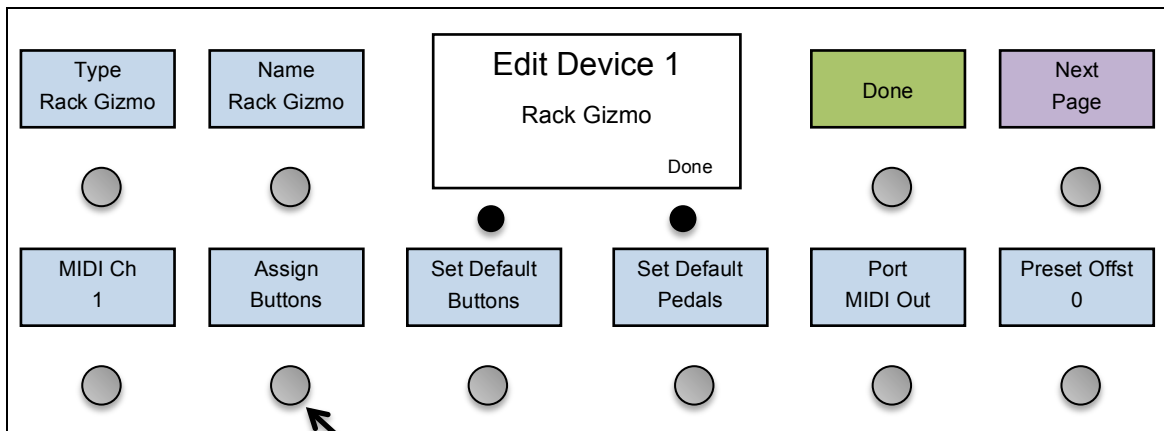 Type
Rack Gizmo
Name
Rack Gizmo
Edit Device 1
Rack Gizmo
Done
Done
Next
Page
MIDI Ch
1
Assign
Buttons
Set Default
Buttons
Set Default
Pedals
Port
MIDI Out
Preset Offst
0